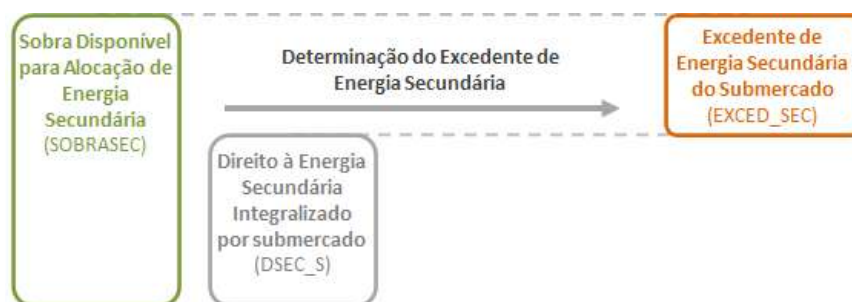 Sobra Disponível
para Alocação de
Energia
Secundária
(SOBRASEC)
Determinação do Excedente de
Energia Secundária
Excedente de
Energia Secundária
do Submercado
(EXCED_SEC)
Direito à Energia
Secundária
Integralizado
por submercado
(DSEC_S)